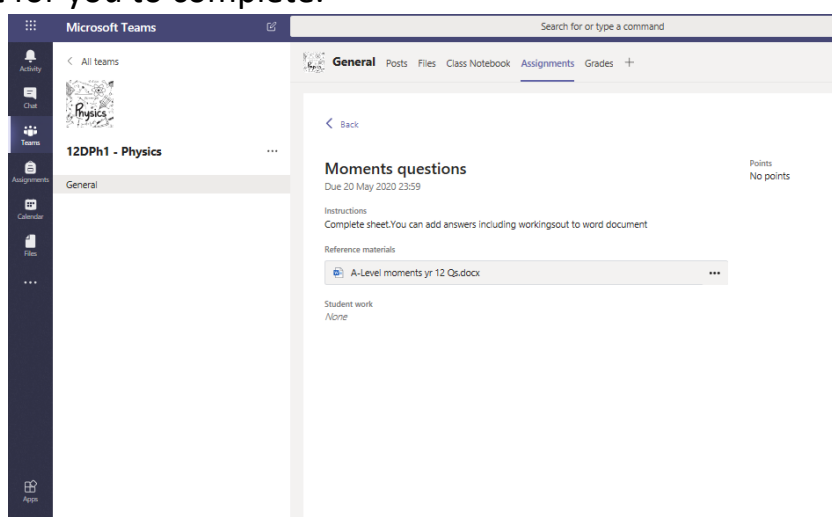 for you to complete.
Microsoft Teams
Search for or type a command
Activity
Chat
Teams
Assignments
Calendar
Files
Apps
All teams
Physics
12DPh1 - Physics
General
General Posts Files Class Notebook Assignments Grades +
Back
Moments questions
Due 20 May 2020 23:59
Points
No points
Instructions
Complete sheet.You can add answers including workingsout to word document
Reference materials
A-Level moments yr 12 Qs.docx
Student work
None